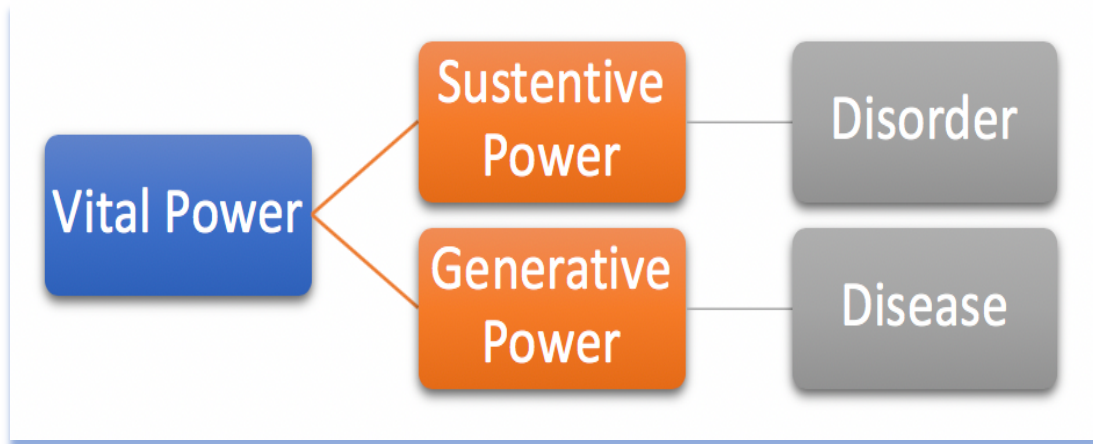 Vital Power
Sustentive
Power
Disorder
Generative
Power
Disease